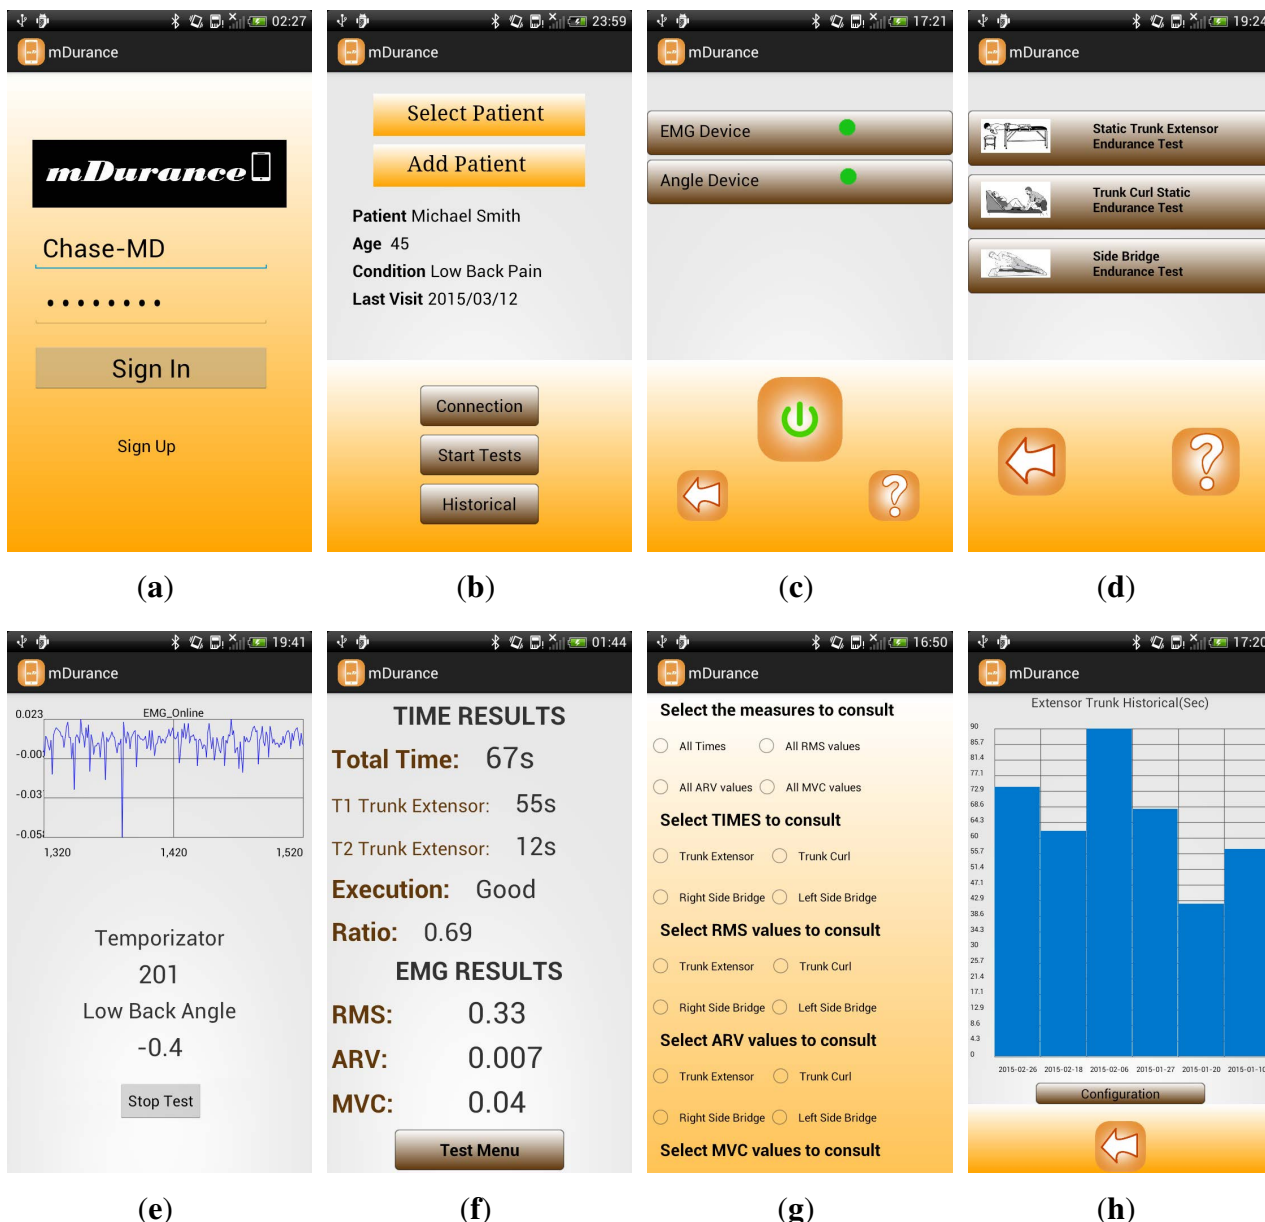 02:27
mDurance
mDurance
Chase-MD
Sign In
Sign Up
(a)
23:59
mDurance
Select Patient
Add Patient
Patient Michael Smith
Age 45
Condition Low Back Pain
Last Visit 2015/03/12
Connection
Start Tests
Historical
(b)
17:21
mDurance
EMG Device
Angle Device
(c)
19:24
mDurance
Static Trunk Extensor
Endurance Test
Trunk Curl Static
Endurance Test
Side Bridge
Endurance Test
(d)
19:41
mDurance
EMG_Online
0.023
-0.00
-0.03
-0.05
1,320 1,420 1,520
Temporizator
201
Low Back Angle
-0.4
Stop Test
(e)
01:44
mDurance
TIME RESULTS
Total Time: 67s
T1 Trunk Extensor: 55s
T2 Trunk Extensor: 12s
Execution: Good
Ratio: 0.69
EMG RESULTS
RMS: 0.33
ARV: 0.007
MVC: 0.04
Test Menu
(f)
16:50
mDurance
Select the measures to consult
All Times All RMS values
All ARV values All MVC values
Select TIMES to consult
Trunk Extensor Trunk Curl
Right Side Bridge Left Side Bridge
Select RMS values to consult
Trunk Extensor Trunk Curl
Right Side Bridge Left Side Bridge
Select ARV values to consult
Trunk Extensor Trunk Curl
Right Side Bridge Left Side Bridge
Select MVC values to consult
(g)
17:20
mDurance
Extensor Trunk Historical(Sec)
90
85.7
81.4
77.1
72.9
68.6
64.3
60
55.7
51.4
47.1
42.9
38.6
34.3
30
25.7
21.4
17.1
12.9
8.6
4.3
0
2015-02-26 2015-02-18 2015-02-06 2015-01-27 2015-01-20 2015-01-10
Configuration
(h)